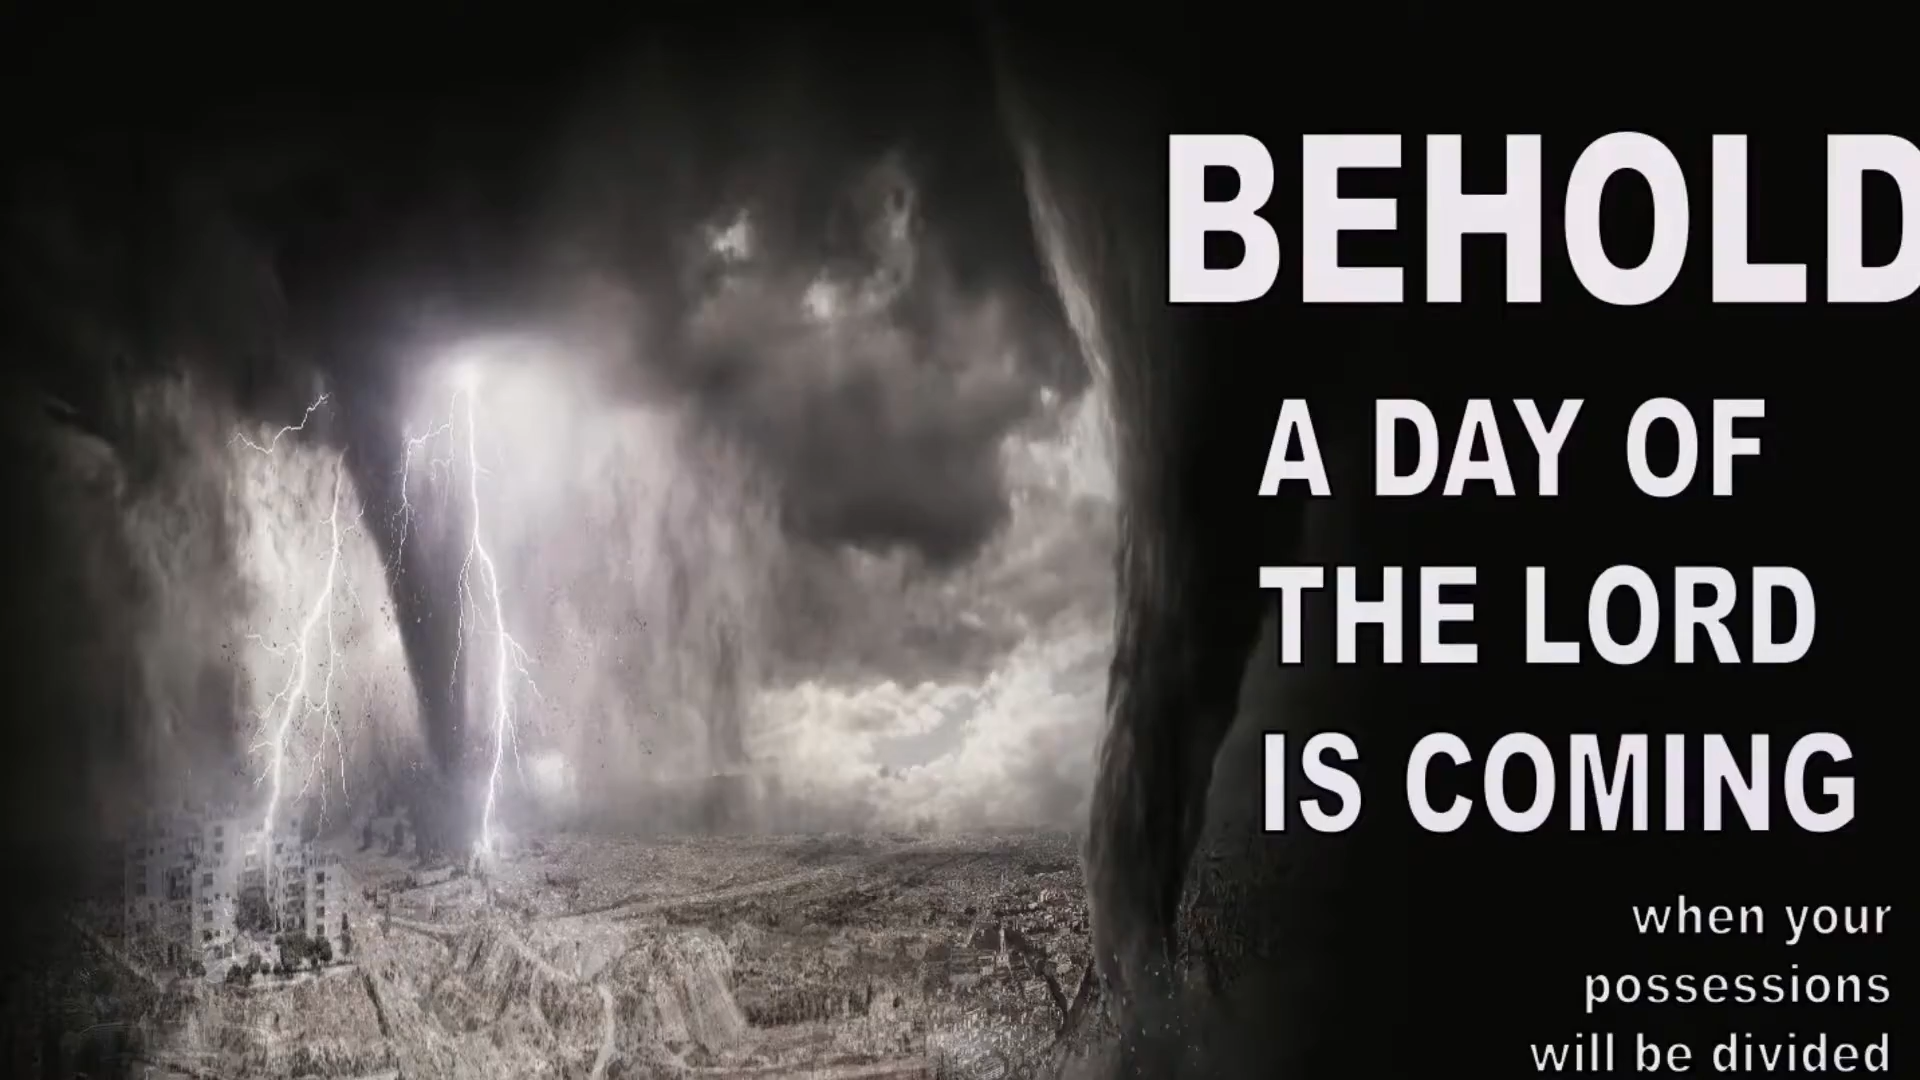 BEHOLD
A DAY OF
THE LORD
IS COMING
when your
possessions
will be divided